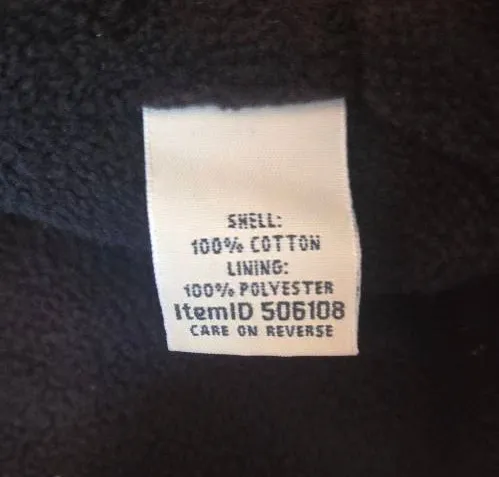 SHELL:
100% COTTON
LINING:
100% POLYESTER
ItemID 506108
CARE ON REVERSE